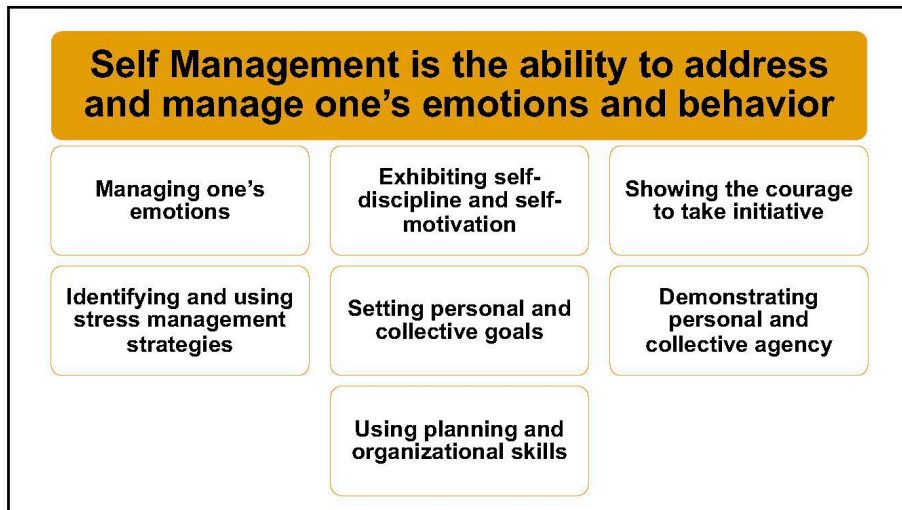 Self Management is the ability to address
and manage one’s emotions and behavior
Managing one’s
emotions
Exhibiting self-
discipline and self-
motivation
Showing the courage
to take initiative
Identifying and using
stress management
strategies
Setting personal and
collective goals
Demonstrating
personal and
collective agency
Using planning and
organizational skills